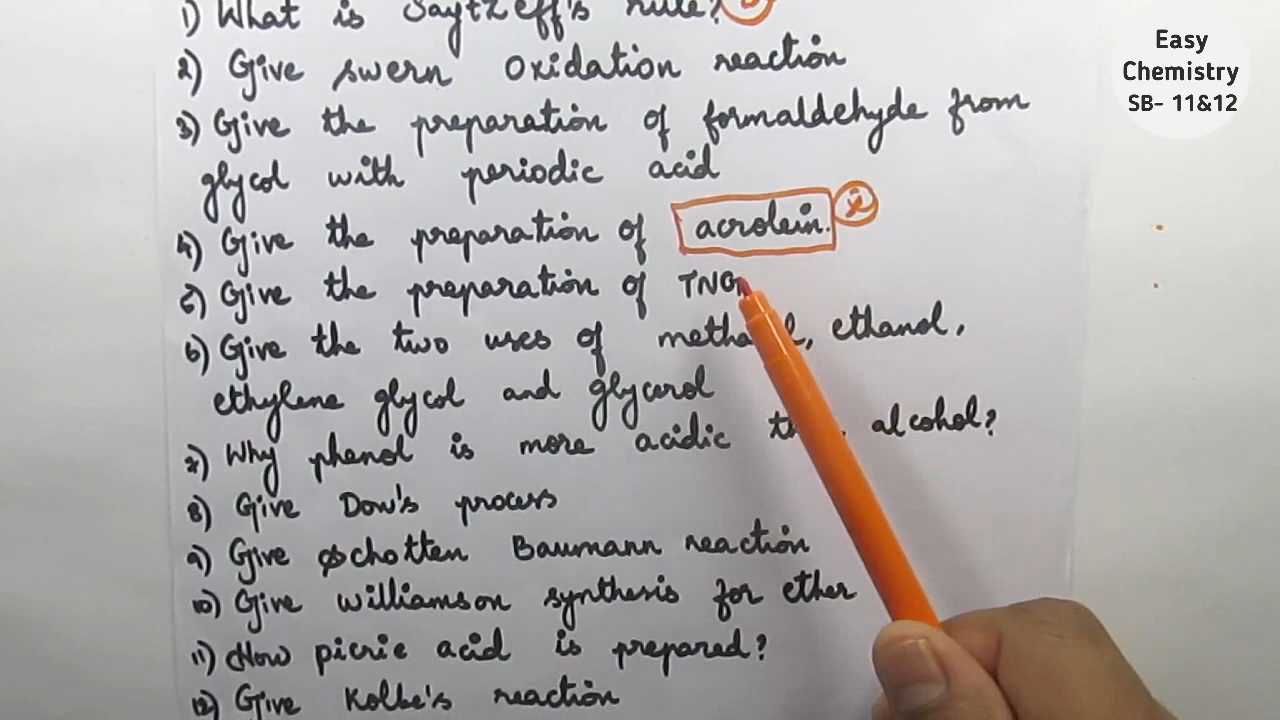 1) What is Saytzeff's rule?
2) Give swern oxidation reaction
3) Give the preparation of formaldehyde from
glycol with periodic acid
4) Give the preparation of acrolein.
5) Give the preparation of TNG
6) Give the two uses of methanol, ethanol,
ethylene glycol and glycerol
7) Why phenol is more acidic alcohol?
8) Give Dow's process
9) Give schotten Baumann reaction
10) Give williamson synthesis for ether
11) How picric acid is prepared?
12) Give Kolbe's reaction
Easy
Chemistry
SB- 11&12